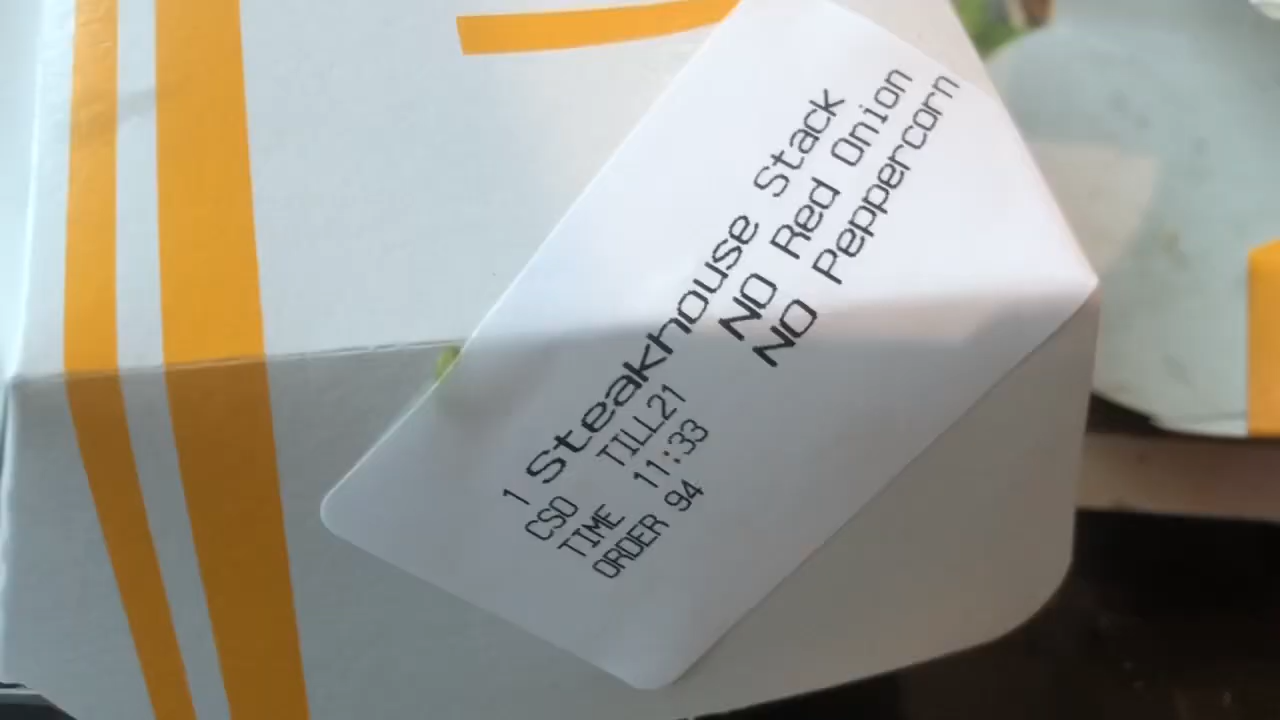 1 Steakhouse Stack
NO Red Onion
NO Peppercorn
CSO TILL21
TIME 11:33
ORDER 94